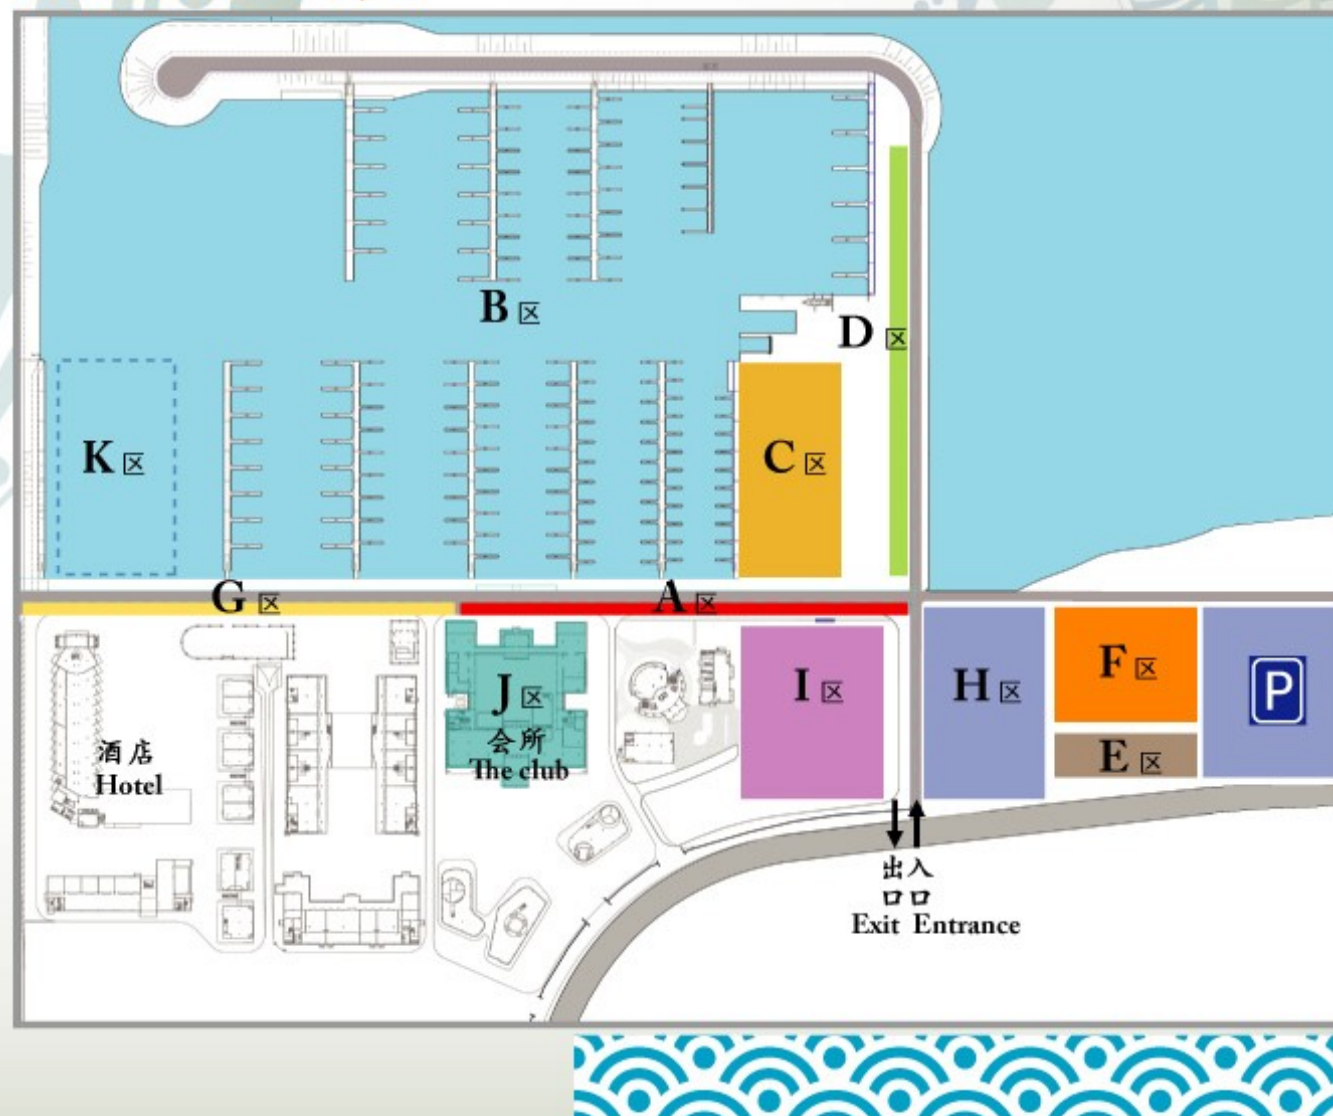 B区
D区
K区
C区
G区
A区
J区
会所
The club
I区
H区
F区
E区
P
酒店
Hotel
出口
入口
Exit Entrance